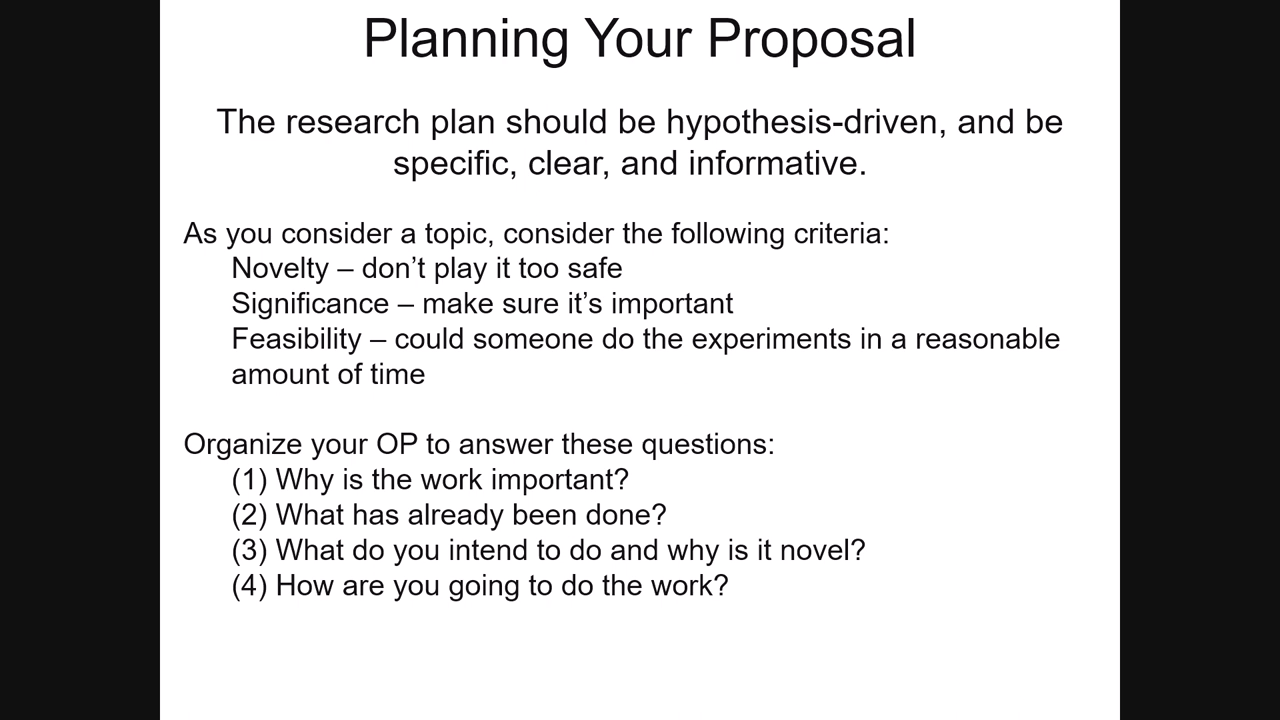 Planning Your Proposal
The research plan should be hypothesis-driven, and be
specific, clear, and informative.
As you consider a topic, consider the following criteria:
Novelty – don’t play it too safe
Significance – make sure it’s important
Feasibility – could someone do the experiments in a reasonable
amount of time
Organize your OP to answer these questions:
(1) Why is the work important?
(2) What has already been done?
(3) What do you intend to do and why is it novel?
(4) How are you going to do the work?